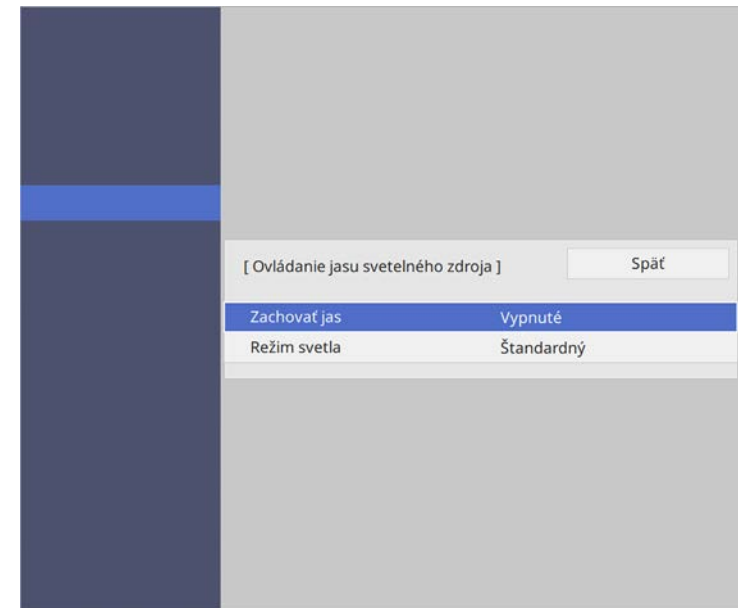 [ Ovládanie jasu svetelného zdroja ] Späť
Zachovať jas Vypnuté
Režim svetla Štandardný